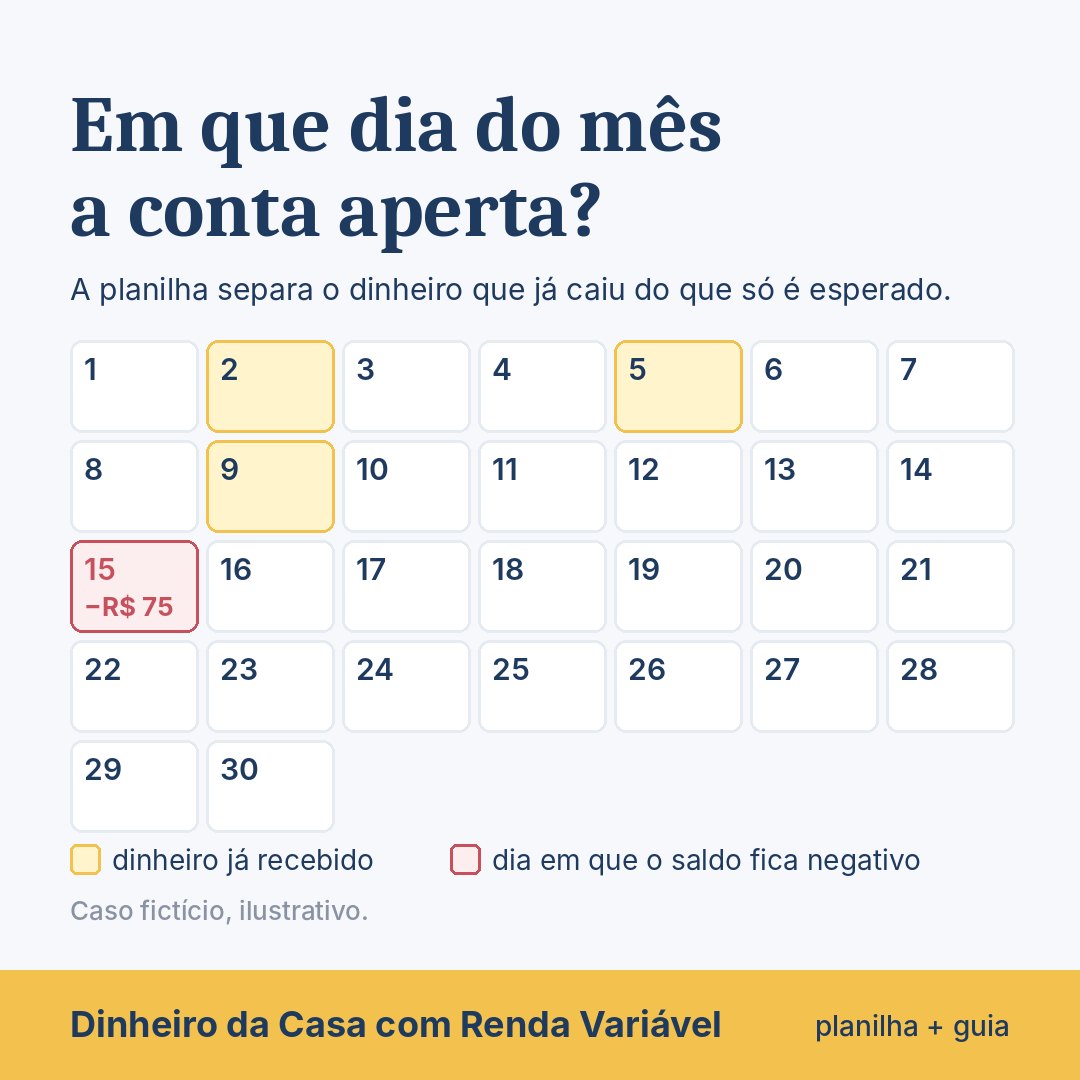 Em que dia do mês
a conta aperta?
A planilha separa o dinheiro que já caiu do que só é esperado.
1 2 3 4 5 6 7
8 9 10 11 12 13 14
15 16 17 18 19 20 21
−R$ 75
22 23 24 25 26 27 28
29 30
dinheiro já recebido dia em que o saldo fica negativo
Caso fictício, ilustrativo.
Dinheiro da Casa com Renda Variável planilha + guia